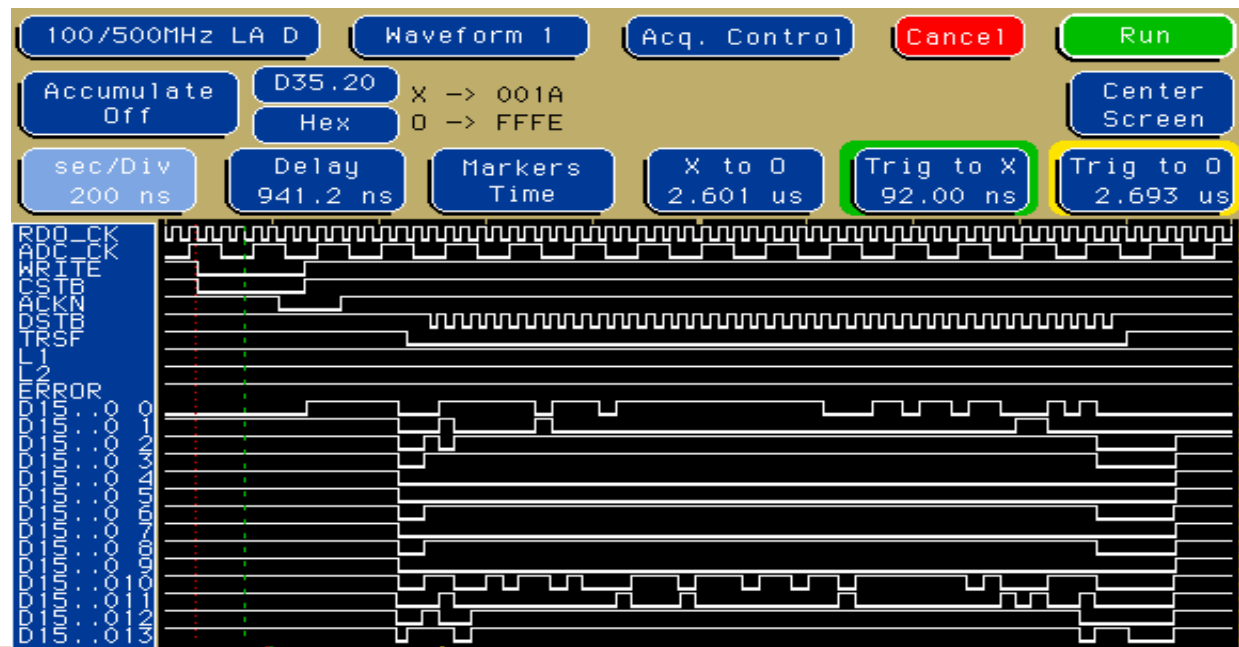 100/500MHz LA D Waveform 1 Acq. Control Cancel Run
Accumulate
Off
D35.20
Hex
X -> 001A
O -> FFFE
Center
Screen
sec/Div
200 ns
Delay
941.2 ns
Markers
Time
X to O
2.601 us
Trig to X
92.00 ns
Trig to O
2.693 us
RDO_CK
ADC_CK
WRITE
CSTB
ACKN
DSTB
TRSF
L1
L2
ERROR
D15..0 0
D15..0 1
D15..0 2
D15..0 3
D15..0 4
D15..0 5
D15..0 6
D15..0 7
D15..0 8
D15..0 9
D15..010
D15..011
D15..012
D15..013